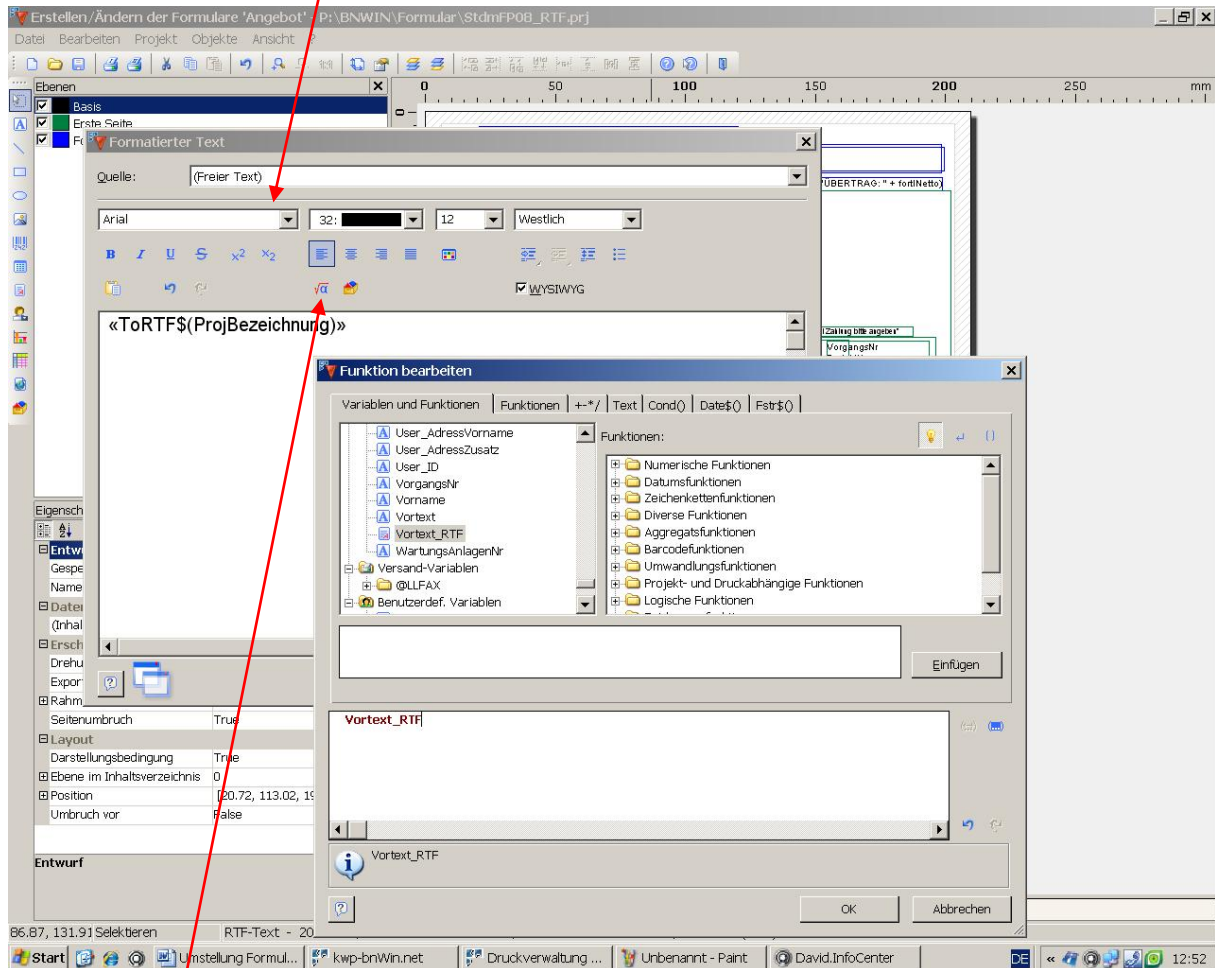 Erstellen/Ändern der Formulare 'Angebot' - P:\BNWIN\Formular\StdmFP08_RTF.prj
Datei Bearbeiten Projekt Objekte Ansicht ?
Ebenen
0 50 100 150 200 250 mm
Basis
Erste Seite
Formatierter Text
Quelle: (Freier Text)
"ÜBERTRAG: " + fortlNetto)
Arial 32: 12 Westlich
B I U S x² x₂
√α WYSIWYG
«ToRTF$(ProjBezeichnung)»
Zahlung bitte angeben"
VorgangsNr
Funktion bearbeiten
Variablen und Funktionen Funktionen +-*/ Text Cond() Date$() Fstr$()
User_AdressVorname
User_AdressZusatz
User_ID
VorgangsNr
Vorname
Vortext
Vortext_RTF
WartungsAnlagenNr
Versand-Variablen
@LLFAX
Benutzerdef. Variablen
Funktionen:
Numerische Funktionen
Datumsfunktionen
Zeichenkettenfunktionen
Diverse Funktionen
Aggregatsfunktionen
Barcodefunktionen
Umwandlungsfunktionen
Projekt- und Druckabhängige Funktionen
Logische Funktionen
Einfügen
Vortext_RTF
Vortext_RTF
OK Abbrechen
Eigensch
Entwu
Gespe
Name
Daten
(Inhal
Ersch
Drehu
Expor
Rahm
Seitenumbruch True
Layout
Darstellungsbedingung True
Ebene im Inhaltsverzeichnis 0
Position [20.72, 113.02, 19
Umbruch vor False
Entwurf
86.87, 131.91 Selektieren RTF-Text - 20
Start Umstellung Formul... kwp-bnWin.net Druckverwaltung ... Unbenannt - Paint David.InfoCenter DE « 12:52